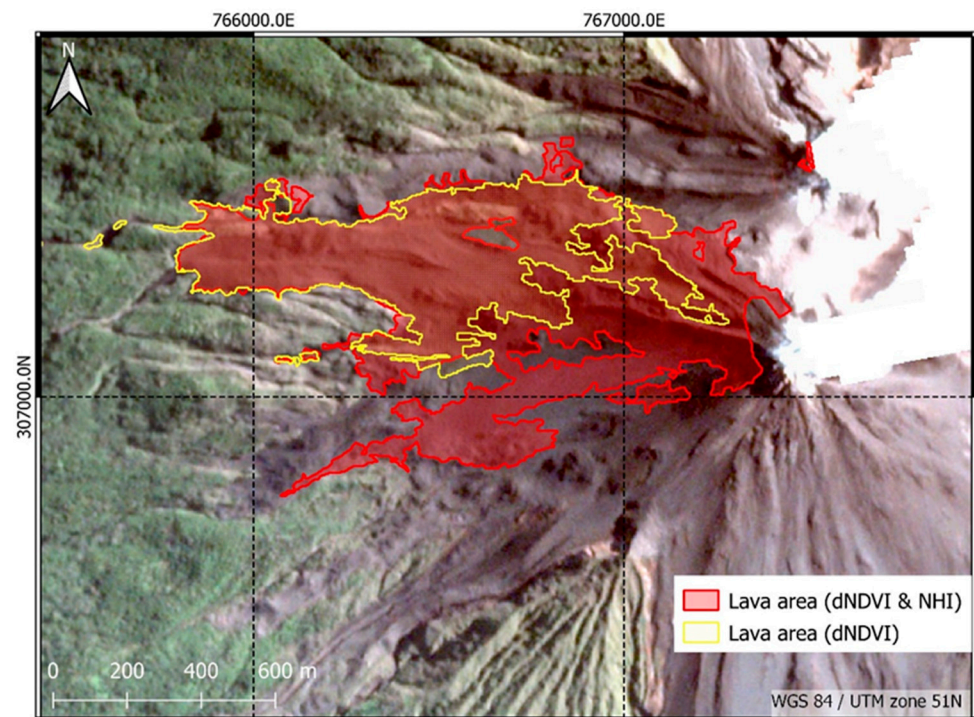 766000.0E
767000.0E
N
307000.0N
Lava area (dNDVI & NHI)
Lava area (dNDVI)
0 200 400 600 m
WGS 84 / UTM zone 51N